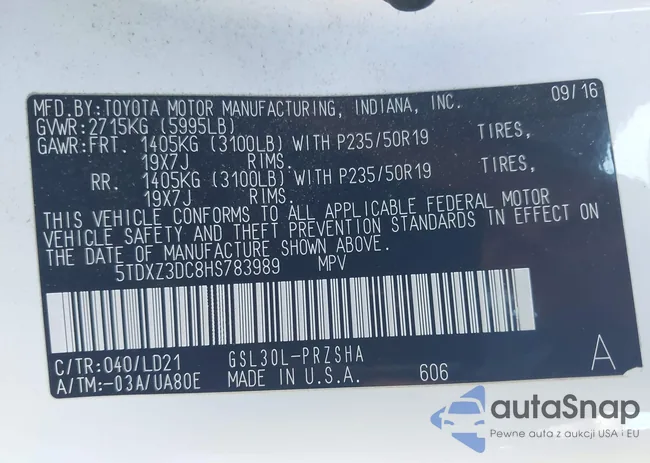 MFD.BY:TOYOTA MOTOR MANUFACTURING, INDIANA, INC. 09/16
GVWR:2715KG (5995LB)
GAWR:FRT. 1405KG (3100LB) WITH P235/50R19 TIRES,
19X7J RIMS.
RR. 1405KG (3100LB) WITH P235/50R19 TIRES,
19X7J RIMS.
THIS VEHICLE CONFORMS TO ALL APPLICABLE FEDERAL MOTOR
VEHICLE SAFETY AND THEFT PREVENTION STANDARDS IN EFFECT ON
THE DATE OF MANUFACTURE SHOWN ABOVE.
5TDXZ3DC8HS783989 MPV
C/TR:040/LD21 GSL30L-PRZSHA
A/TM:-03A/UA80E MADE IN U.S.A. 606 A
autaSnap
Pewne auta z aukcji USA i EU